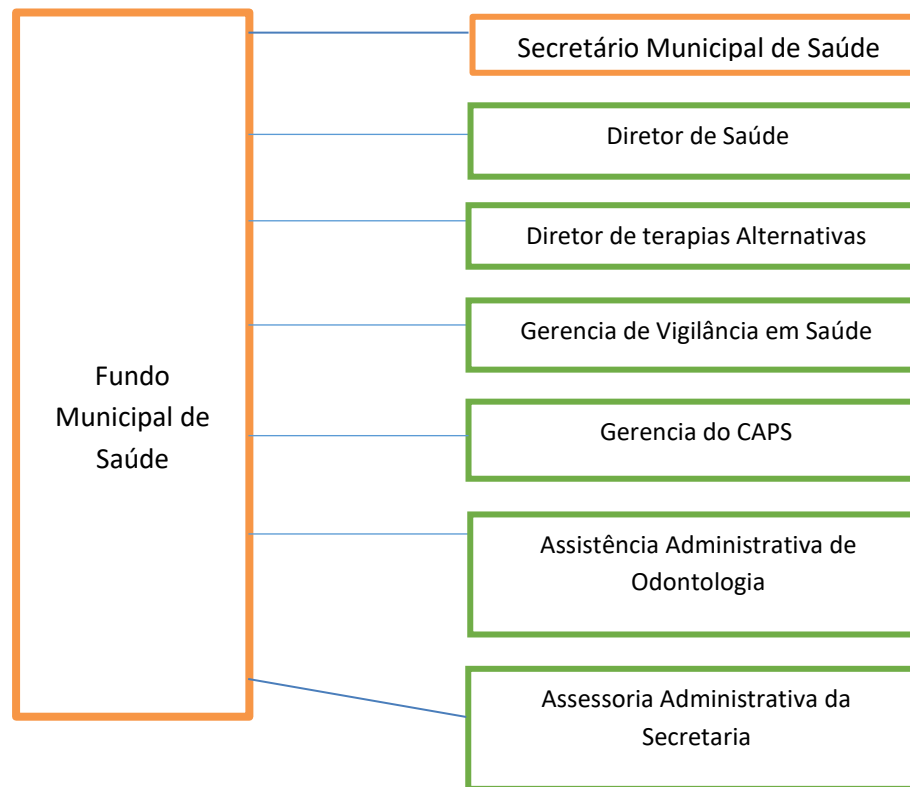 Secretário Municipal de Saúde
Diretor de Saúde
Diretor de terapias Alternativas
Gerencia de Vigilância em Saúde
Fundo
Municipal de
Saúde
Gerencia do CAPS
Assistência Administrativa de
Odontologia
Assessoria Administrativa da
Secretaria